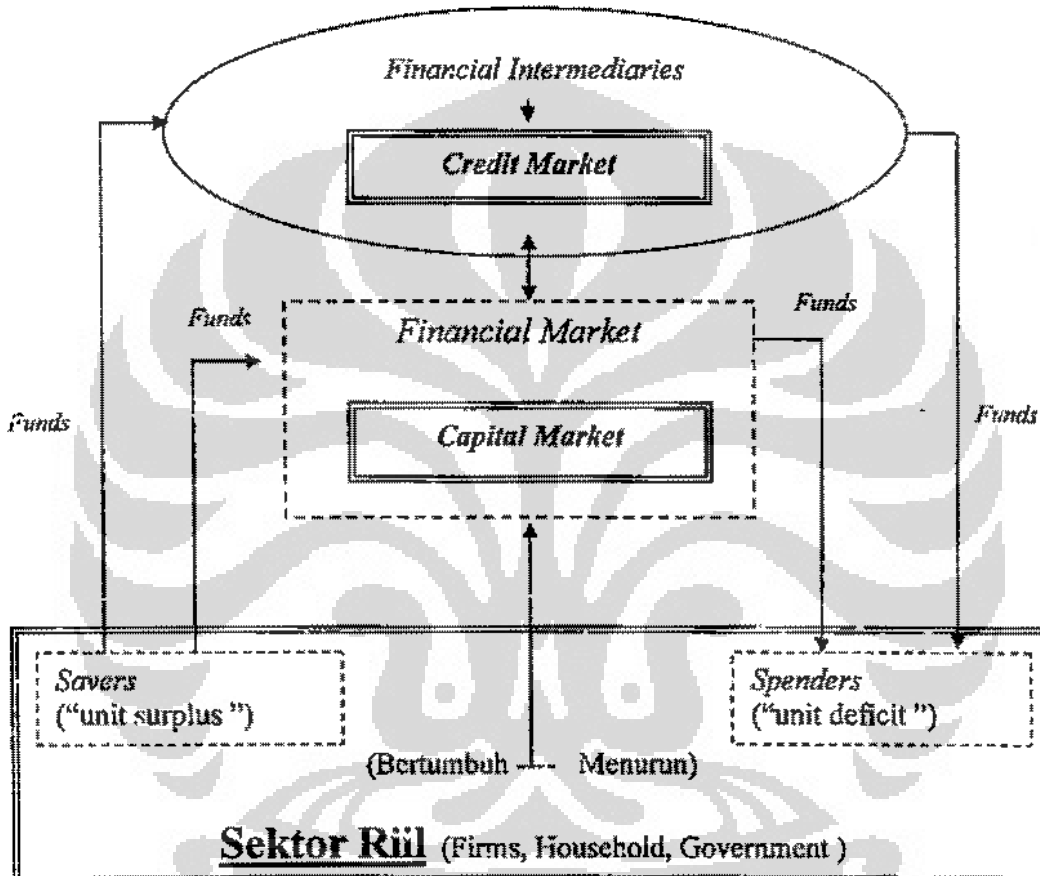 Financial Intermediaries
Credit Market
Funds
Financial Market
Funds
Capital Market
Funds
Funds
Savers
("unit surplus")
Spenders
("unit deficit")
(Bertumbuh ---- Menurun)
Sektor Riil (Firms, Household, Government )